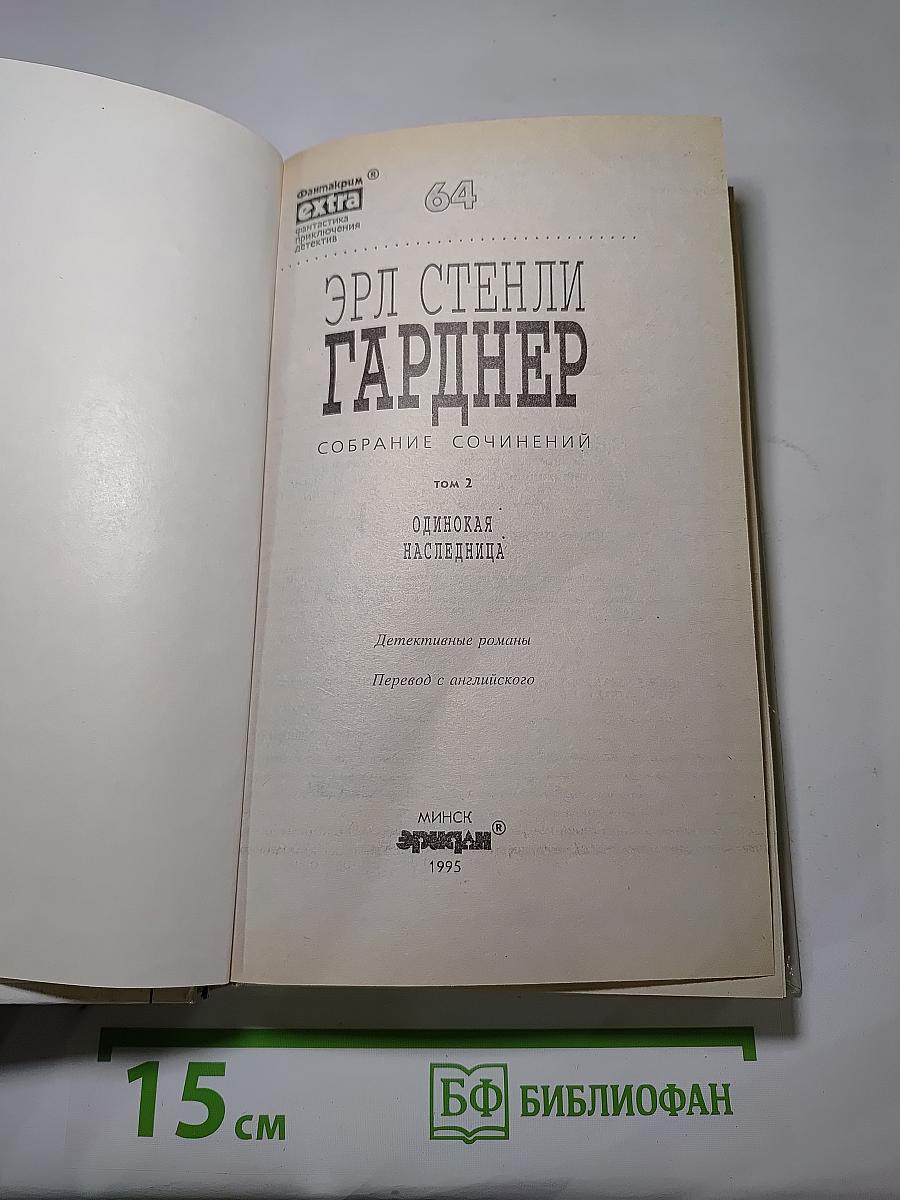 Фантакрим ®
extra
фантастика
приключения
детектив
64
ЭРЛ СТЕНЛИ
ГАРДНЕР
СОБРАНИЕ СОЧИНЕНИЙ
ТОМ 2
ОДИНОКАЯ
НАСЛЕДНИЦА
Детективные романы
Перевод с английского
МИНСК
эридан®
1995
15 см
БФ БИБЛИОФАН